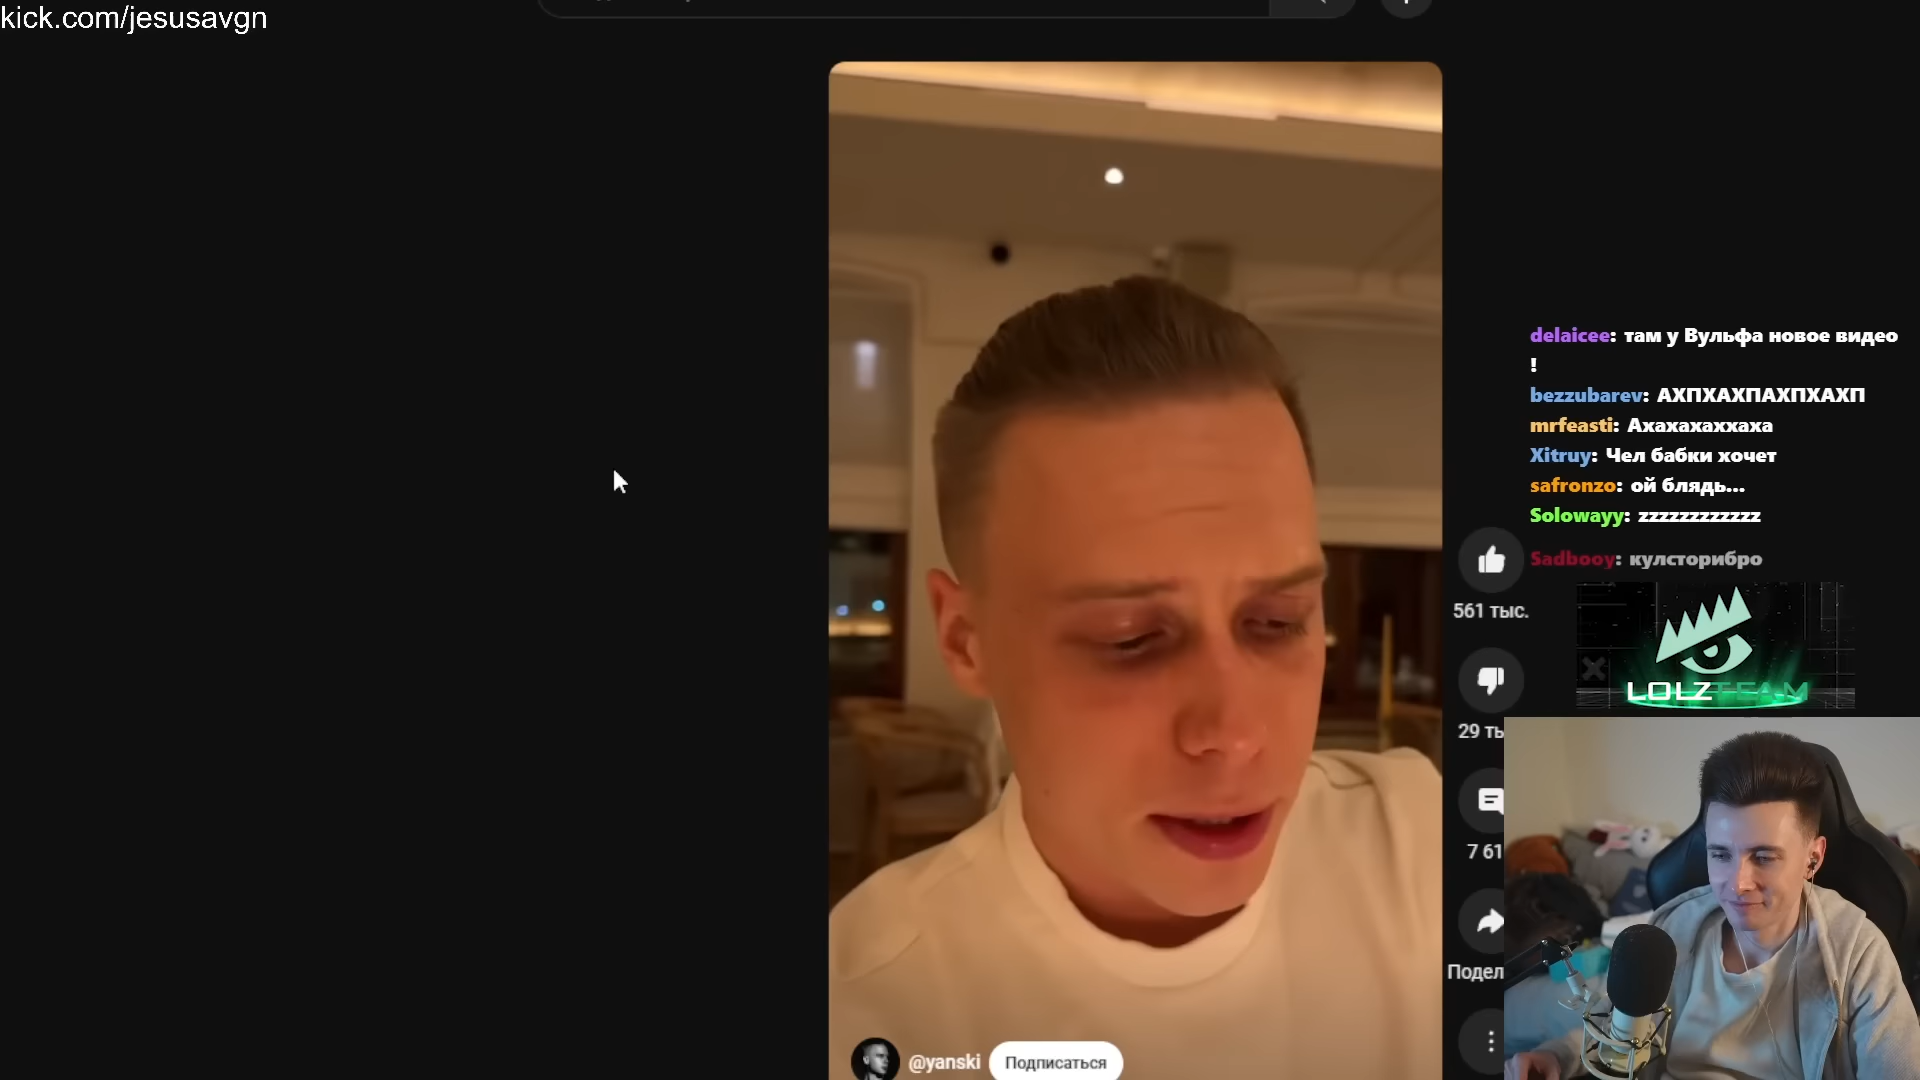 kick.com/jesusavgn
delaicee: там у Вульфа новое видео
!
bezzubarev: АХПХАХПАХПХАХП
mrfeasti: Ахахахаххаха
Xitruy: Чел бабки хочет
safronzo: ой блядь...
Solowayy: zzzzzzzzzzzz
Sadbooy: кулсторибро
561 тыс.
LOLZTEAM
29 ты
7 61
Подел
@yanski Подписаться